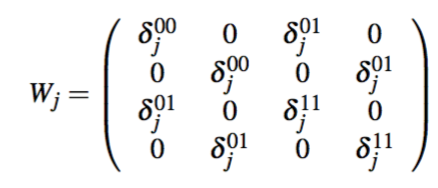 W_j = ( δ_j^{00} 0 δ_j^{01} 0
0 δ_j^{00} 0 δ_j^{01}
δ_j^{01} 0 δ_j^{11} 0
0 δ_j^{01} 0 δ_j^{11} )